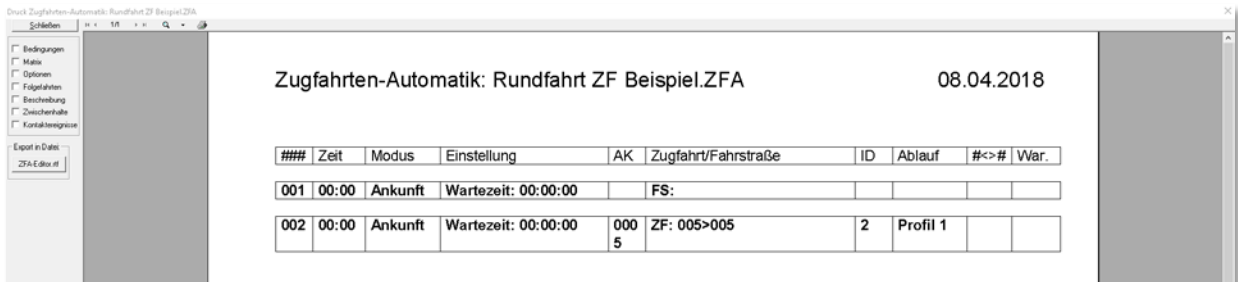 Druck Zugfahrten-Automatik: Rundfahrt ZF Beispiel.ZFA
Schließen 1/1
Bedingungen
Matrix
Optionen
Folgefahrten
Beschreibung
Zwischenhalte
Kontaktereignisse
Export in Datei:
ZFA-Editor.rtf
Zugfahrten-Automatik: Rundfahrt ZF Beispiel.ZFA 08.04.2018
### Zeit Modus Einstellung AK Zugfahrt/Fahrstraße ID Ablauf #<># War.
001 00:00 Ankunft Wartezeit: 00:00:00 FS:
002 00:00 Ankunft Wartezeit: 00:00:00 000 ZF: 005>005 2 Profil 1
5